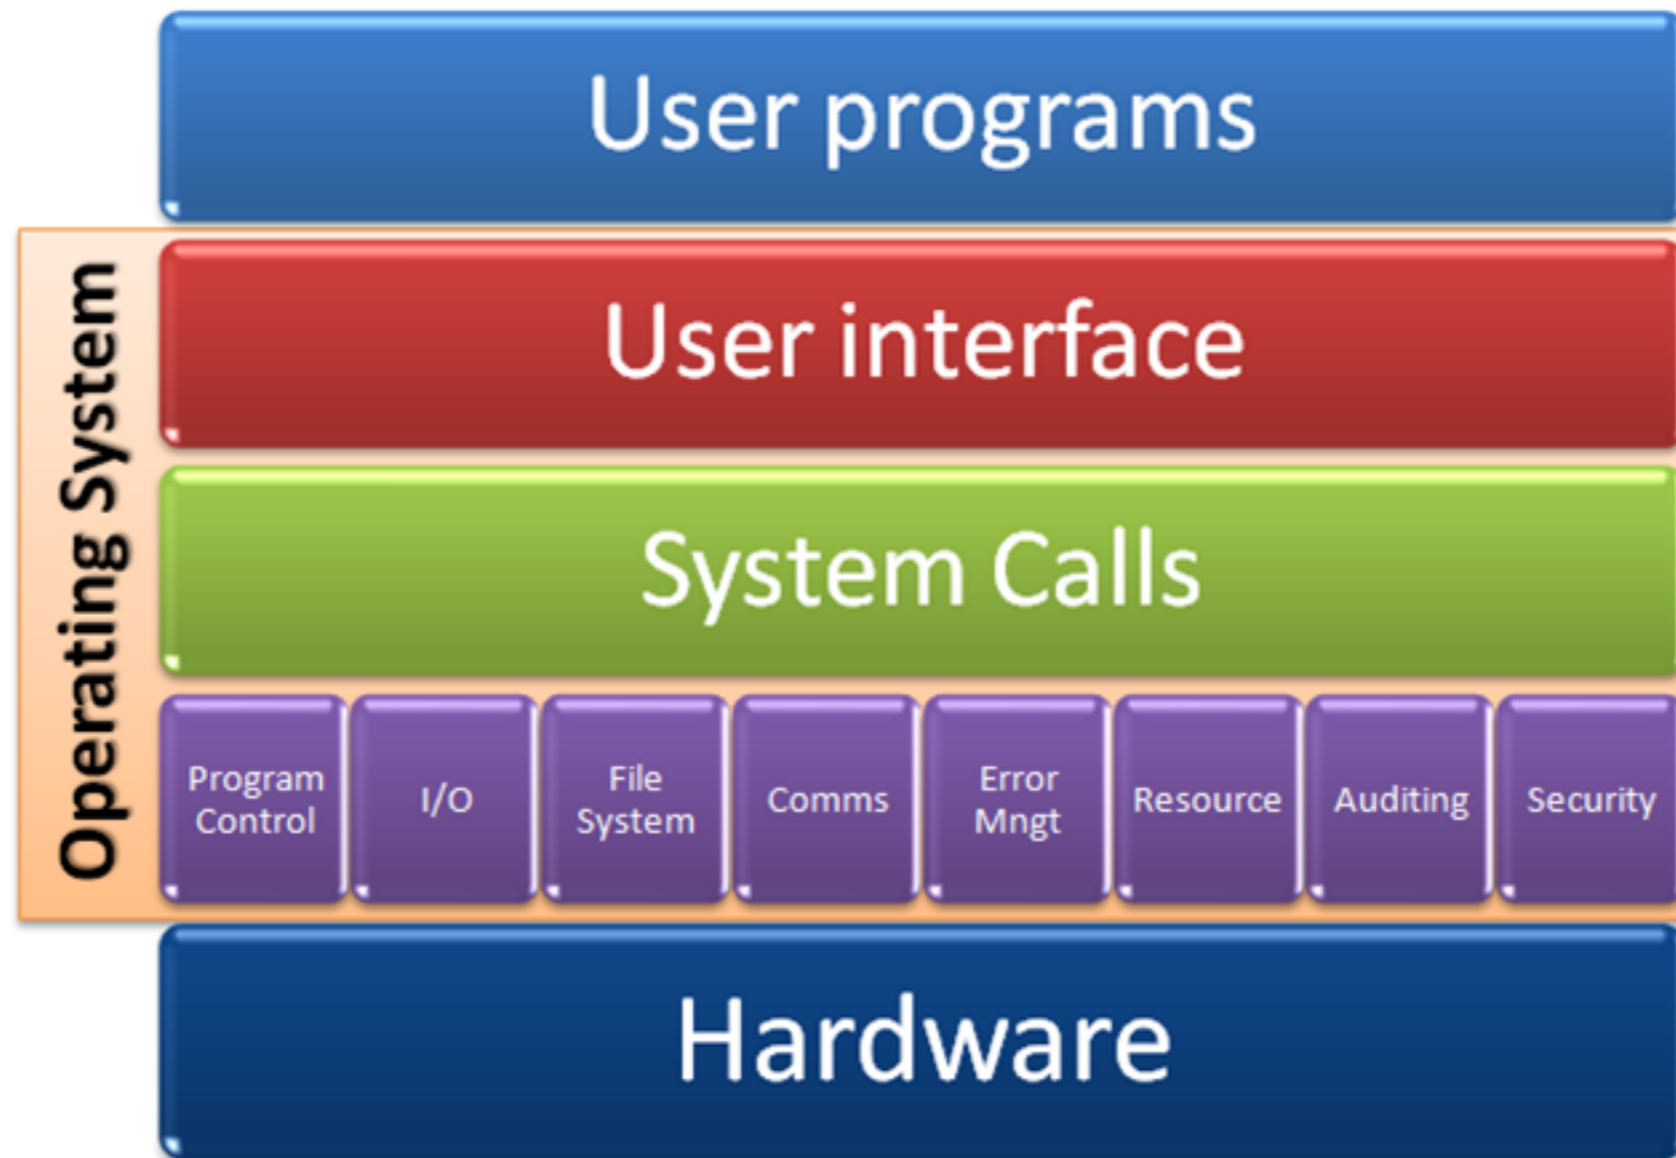 User programs
Operating System
User interface
System Calls
Program
Control
I/O
File
System
Comms
Error
Mngt
Resource
Auditing
Security
Hardware